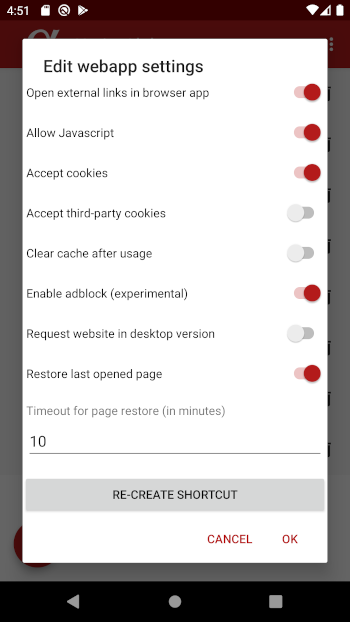 4:51
Edit webapp settings
Open external links in browser app
Allow Javascript
Accept cookies
Accept third-party cookies
Clear cache after usage
Enable adblock (experimental)
Request website in desktop version
Restore last opened page
Timeout for page restore (in minutes)
10
RE-CREATE SHORTCUT
CANCEL OK